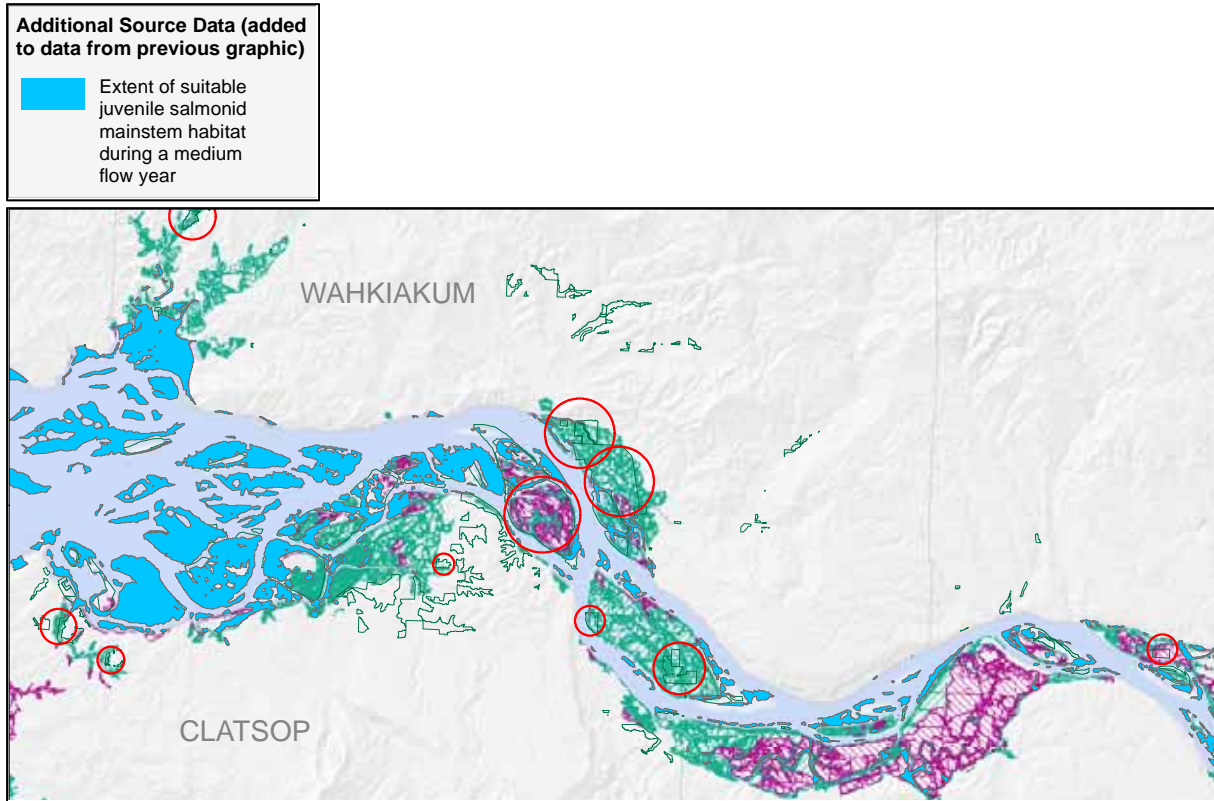 Additional Source Data (added
to data from previous graphic)
Extent of suitable
juvenile salmonid
mainstem habitat
during a medium
flow year
WAHKIAKUM
CLATSOP